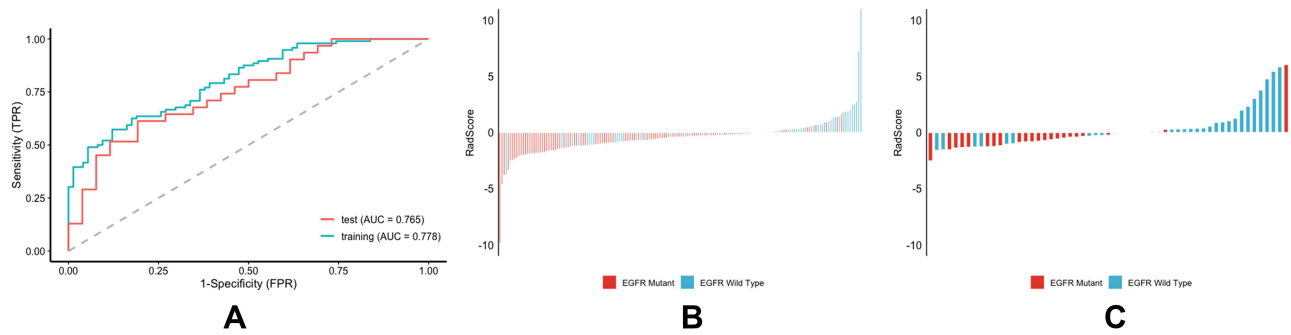 1.00
0.75
0.50
0.25
0.00
Sensitivity (TPR)
test (AUC = 0.765)
training (AUC = 0.778)
0.00 0.25 0.50 0.75 1.00
1-Specificity (FPR)
A
10
5
0
-5
-10
RadScore
EGFR Mutant EGFR Wild Type
B
10
5
0
-5
-10
RadScore
EGFR Mutant EGFR Wild Type
C